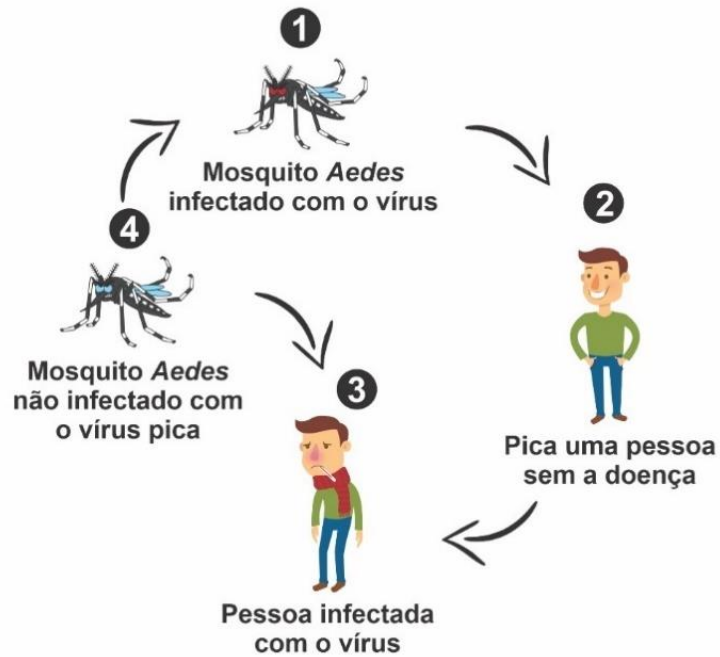 1
Mosquito Aedes
infectado com o vírus
2
Pica uma pessoa
sem a doença
3
Pessoa infectada
com o vírus
4
Mosquito Aedes
não infectado com
o vírus pica